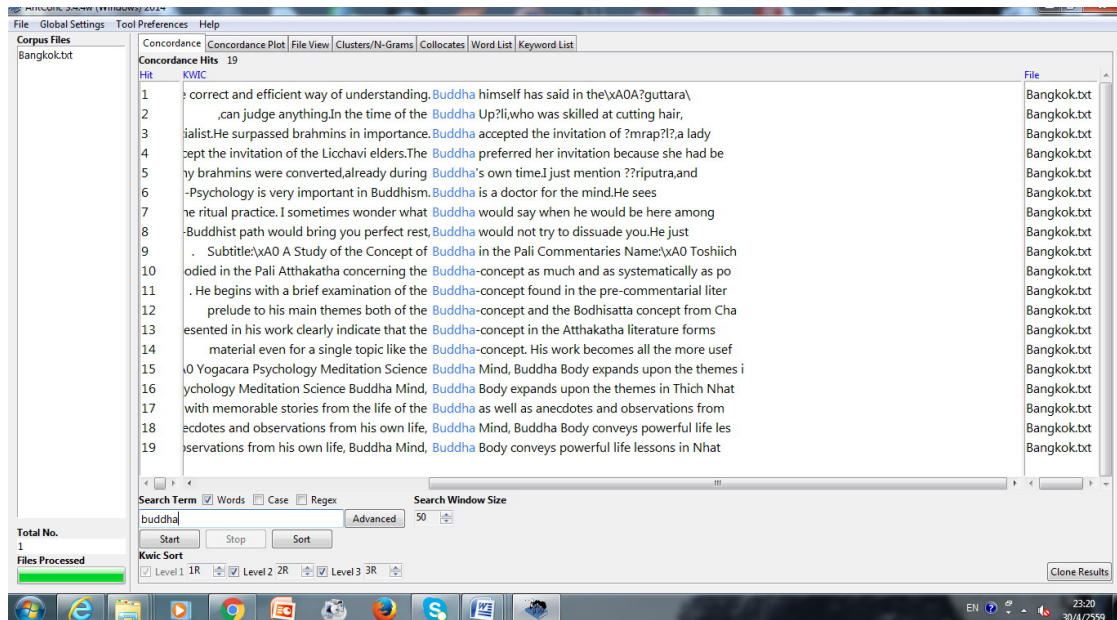 AntConc 3.4.4w (Windows) 2014
File Global Settings Tool Preferences Help
Corpus Files
Bangkok.txt
Concordance Concordance Plot File View Clusters/N-Grams Collocates Word List Keyword List
Concordance Hits 19
Hit KWIC File
1 correct and efficient way of understanding.Buddha himself has said in the\xA0A?guttara\ Bangkok.txt
2 ,can judge anything.In the time of the Buddha Up?li,who was skilled at cutting hair, Bangkok.txt
3 ialist.He surpassed brahmins in importance.Buddha accepted the invitation of ?mrap?l?,a lady Bangkok.txt
4 cept the invitation of the Licchavi elders.The Buddha preferred her invitation because she had be Bangkok.txt
5 ny brahmins were converted,already during Buddha's own time.I just mention ??riputra,and Bangkok.txt
6 -Psychology is very important in Buddhism.Buddha is a doctor for the mind.He sees Bangkok.txt
7 he ritual practice. I sometimes wonder what Buddha would say when he would be here among Bangkok.txt
8 -Buddhist path would bring you perfect rest,Buddha would not try to dissuade you.He just Bangkok.txt
9 . Subtitle:\xA0 A Study of the Concept of Buddha in the Pali Commentaries Name:\xA0 Toshiich Bangkok.txt
10 odied in the Pali Atthakatha concerning the Buddha-concept as much and as systematically as po Bangkok.txt
11 . He begins with a brief examination of the Buddha-concept found in the pre-commentarial liter Bangkok.txt
12 prelude to his main themes both of the Buddha-concept and the Bodhisatta concept from Cha Bangkok.txt
13 esented in his work clearly indicate that the Buddha-concept in the Atthakatha literature forms Bangkok.txt
14 material even for a single topic like the Buddha-concept. His work becomes all the more usef Bangkok.txt
15 \0 Yogacara Psychology Meditation Science Buddha Mind, Buddha Body expands upon the themes i Bangkok.txt
16 ychology Meditation Science Buddha Mind, Buddha Body expands upon the themes in Thich Nhat Bangkok.txt
17 with memorable stories from the life of the Buddha as well as anecdotes and observations from Bangkok.txt
18 ecdotes and observations from his own life, Buddha Mind, Buddha Body conveys powerful life les Bangkok.txt
19 servations from his own life, Buddha Mind, Buddha Body conveys powerful life lessons in Nhat Bangkok.txt
Search Term Words Case Regex Search Window Size
buddha Advanced 50
Total No.
1
Start Stop Sort
Files Processed
Kwic Sort
Level 1 1R Level 2 2R Level 3 3R Clone Results
EN 23:20
30/4/2559